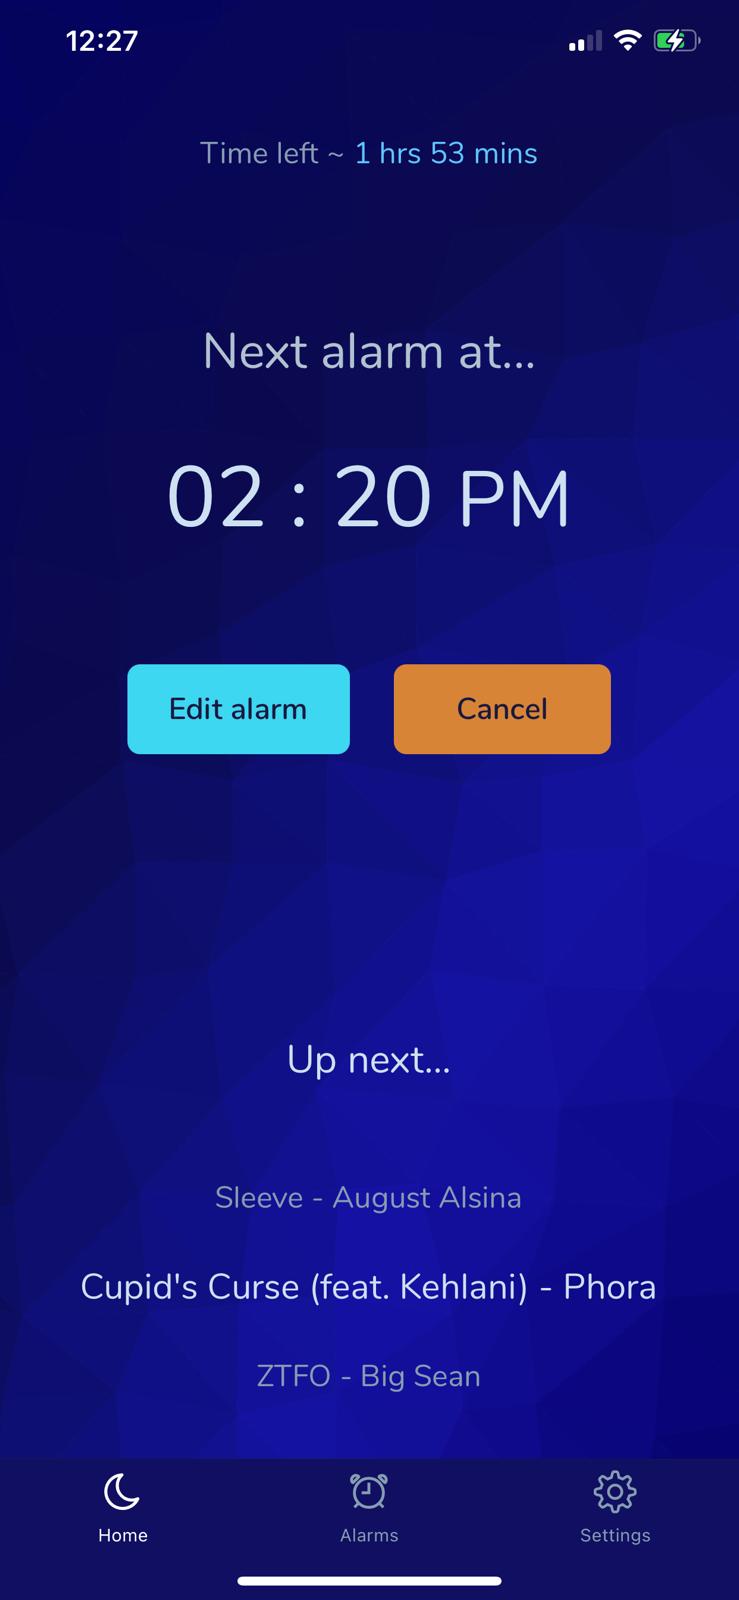 12:27
Time left ~ 1 hrs 53 mins
Next alarm at...
02 : 20 PM
Edit alarm Cancel
Up next...
Sleeve - August Alsina
Cupid's Curse (feat. Kehlani) - Phora
ZTFO - Big Sean
Home Alarms Settings